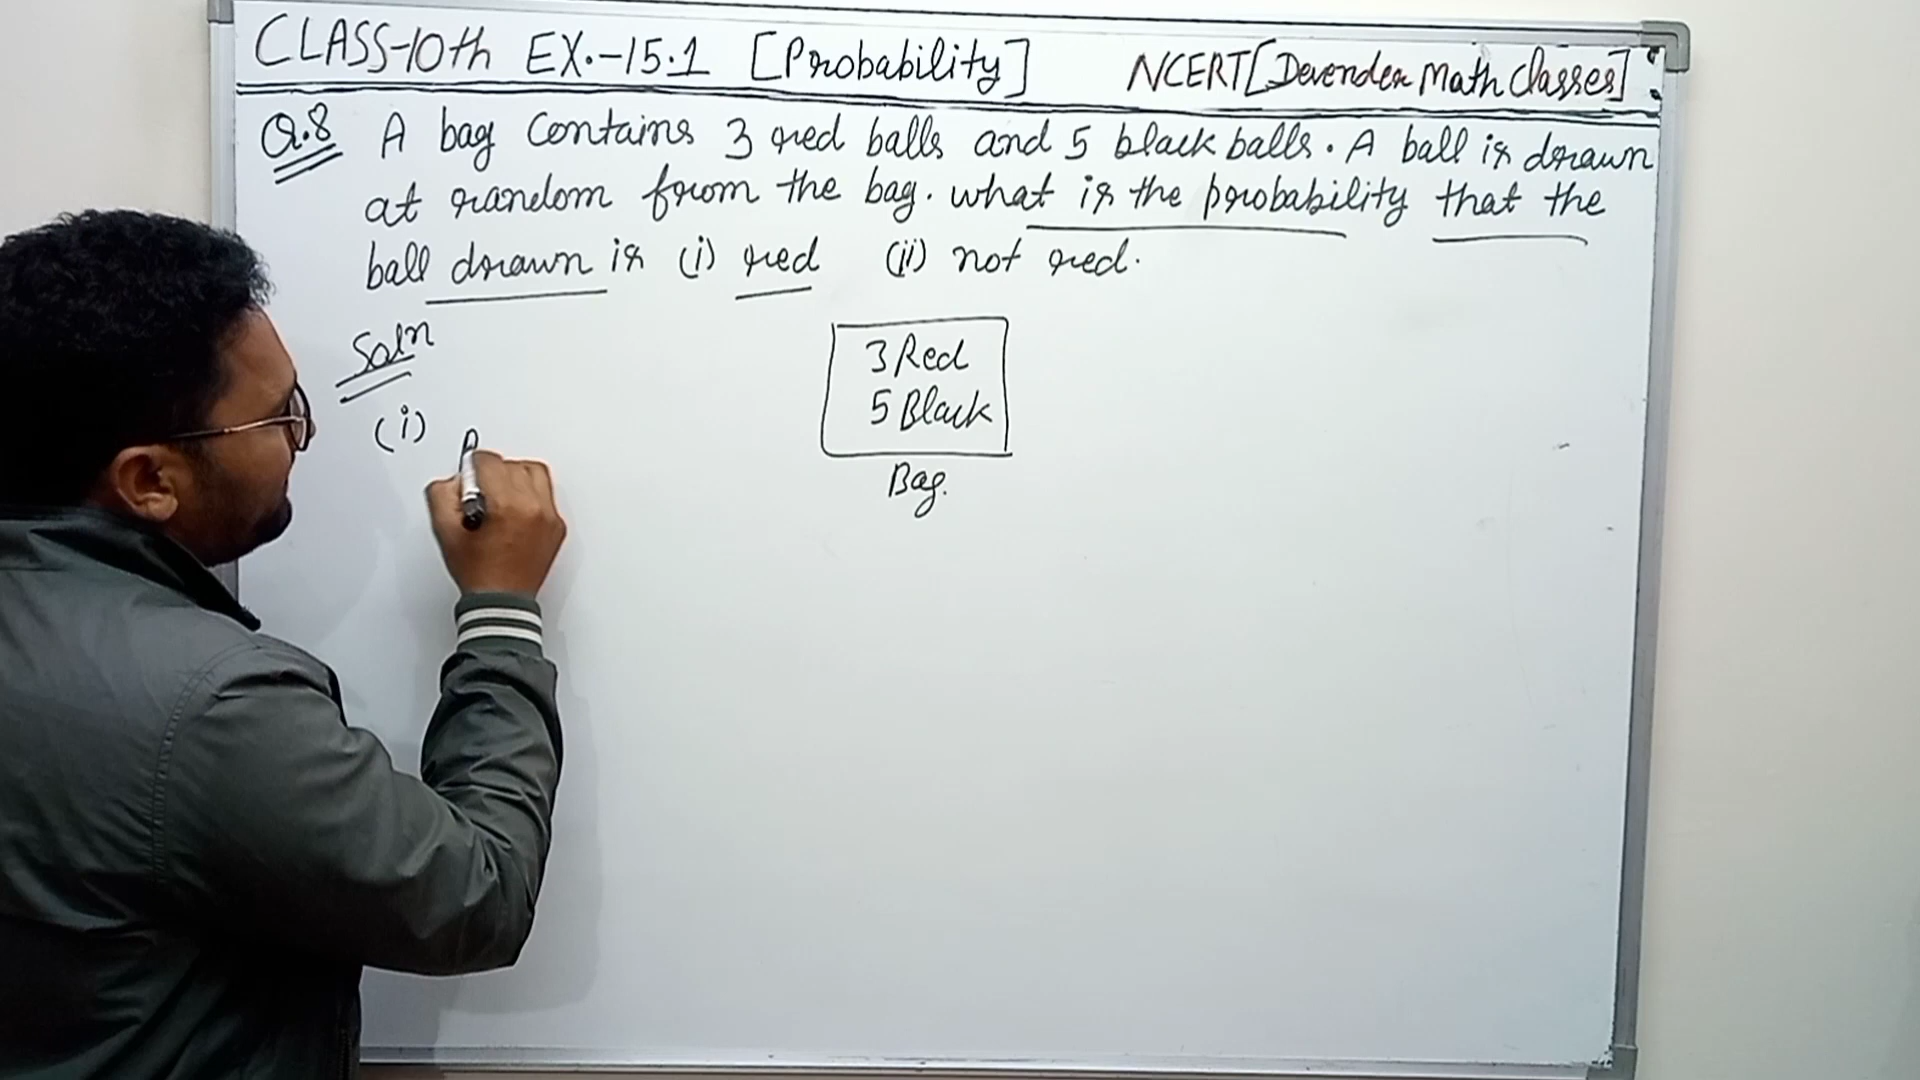 CLASS-10th EX.-15.1 [Probability] NCERT[Devender Math Classes]
Q.8 A bag contains 3 red balls and 5 black balls. A ball is drawn
at random from the bag. what is the probability that the
ball drawn is (i) red (ii) not red.
Soln
3 Red
5 Black
Bag.
(i)